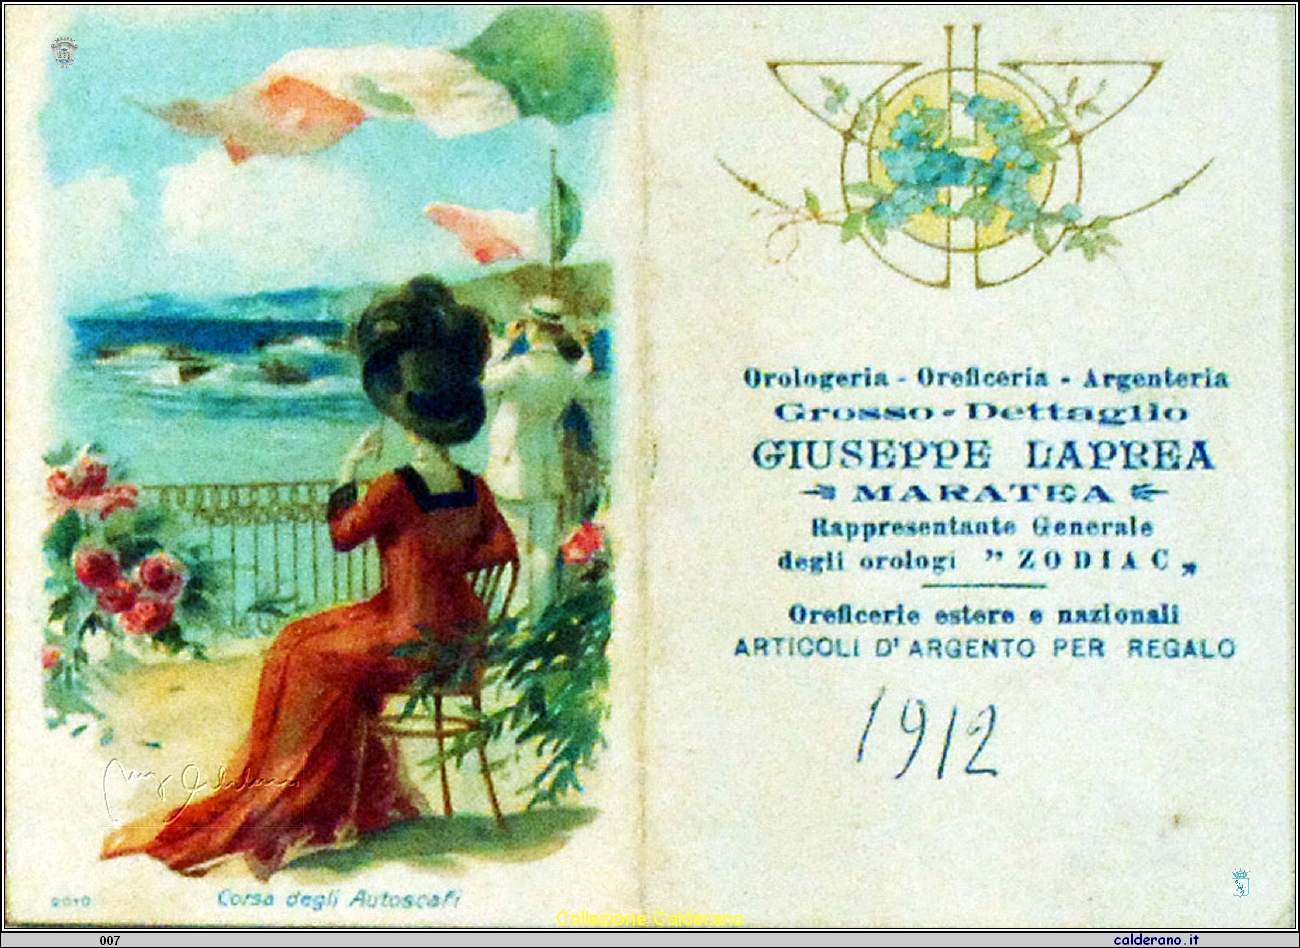 Corsa degli Autoscafi
Orologeria - Oreficeria - Argenteria
Grosso - Dettaglio
GIUSEPPE LAPREA
MARATEA
Rappresentante Generale
degli orologi " ZODIAC „
Oreficerie estere e nazionali
ARTICOLI D'ARGENTO PER REGALO
1912
Collezione Calderano
007
calderano.it